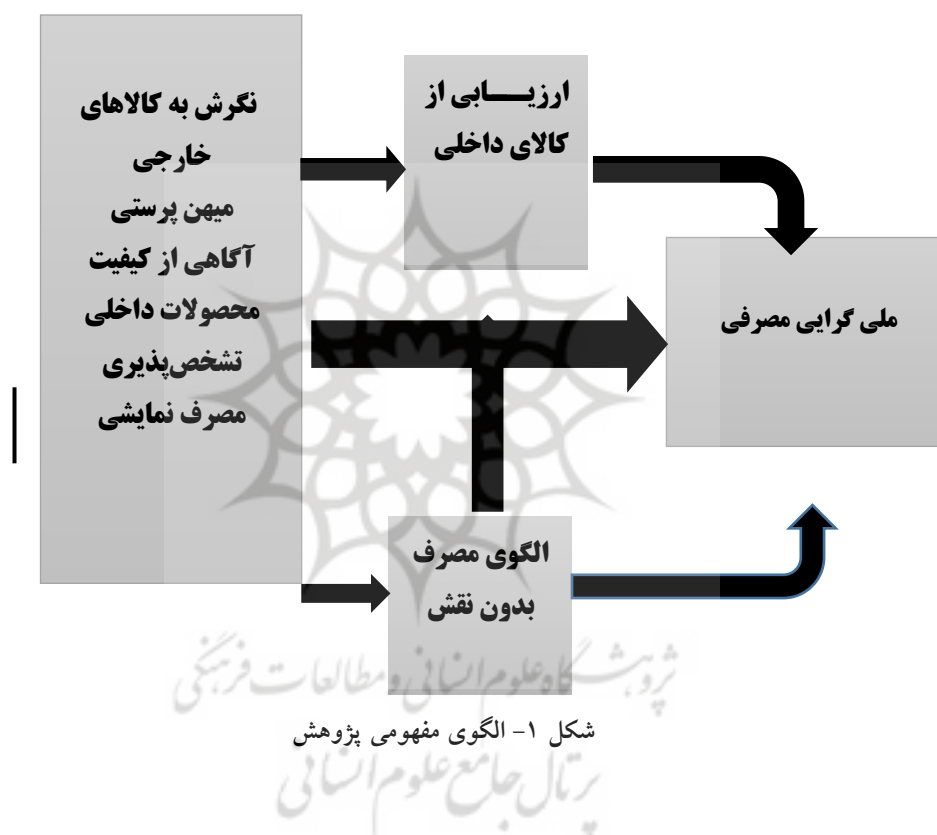 نگرش به کالاهای
خارجی
میهن پرستی
آگاهی از کیفیت
محصولات داخلی
تشخص‌پذیری
مصرف نمایشی
ارزیـــــابی از
کالای داخلی
ملی گرایی مصرفی
الگوی مصرف
بدون نقش
پژوهشگاه علوم انسانی و مطالعات فرهنگی
شکل ۱- الگوی مفهومی پژوهش
پرتال جامع علوم انسانی